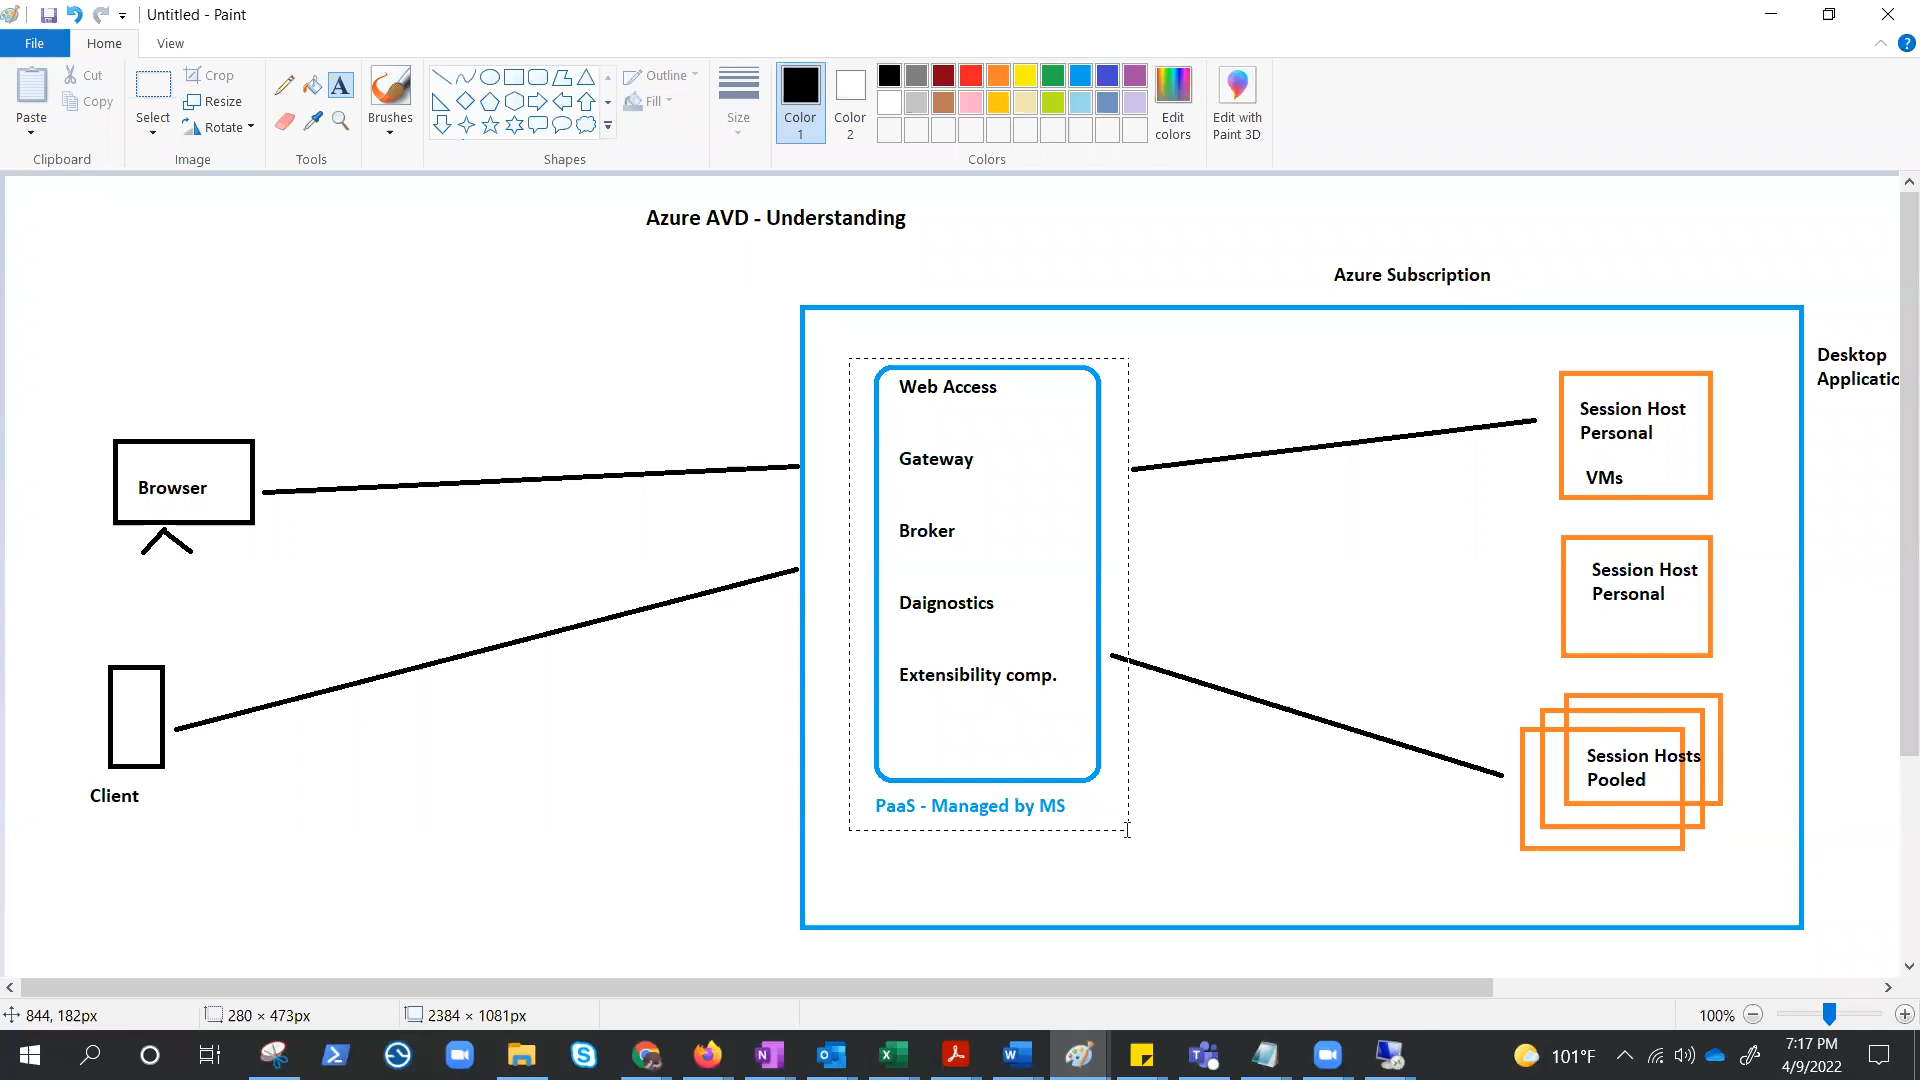 Untitled - Paint
File
Home
View
Paste
Cut
Copy
Clipboard
Select
Crop
Resize
Rotate
Image
A
Tools
Brushes
Outline
Fill
Shapes
Size
Color
1
Color
2
Edit
colors
Colors
Edit with
Paint 3D
?
Azure AVD - Understanding
Azure Subscription
Desktop
Applicatio
Web Access
Gateway
Broker
Daignostics
Extensibility comp.
PaaS - Managed by MS
Browser
Client
Session Host
Personal
VMs
Session Host
Personal
Session Hosts
Pooled
844, 182px
280 × 473px
2384 × 1081px
100%
101°F
7:17 PM
4/9/2022